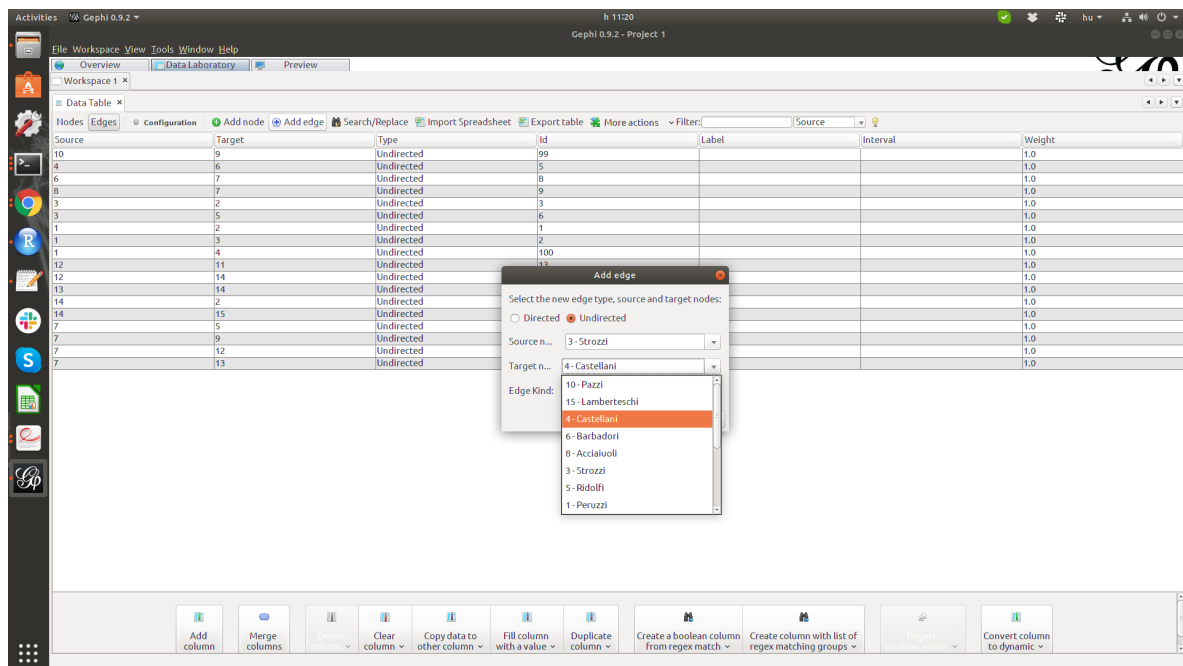 Activities Gephi 0.9.2 h 11:20 hu
Gephi 0.9.2 - Project 1
File Workspace View Tools Window Help
Overview Data Laboratory Preview
Workspace 1 ×
Data Table ×
Nodes Edges Configuration Add node Add edge Search/Replace Import Spreadsheet Export table More actions Filter: Source
Source Target Type Id Label Interval Weight
10 9 Undirected 99 1.0
4 6 Undirected 5 1.0
6 7 Undirected 8 1.0
8 7 Undirected 9 1.0
3 2 Undirected 3 1.0
3 5 Undirected 6 1.0
1 2 Undirected 1 1.0
1 3 Undirected 2 1.0
1 4 Undirected 100 1.0
12 11 Undirected 13 1.0
12 14 Undirected 1.0
13 14 Undirected 1.0
14 2 Undirected 1.0
14 15 Undirected 1.0
7 5 Undirected 1.0
7 9 Undirected 1.0
7 12 Undirected 1.0
7 13 Undirected 1.0
Add edge
Select the new edge type, source and target nodes:
Directed Undirected
Source n... 3 - Strozzi
Target n... 4 - Castellani
Edge Kind:
10 - Pazzi
15 - Lamberteschi
4 - Castellani
6 - Barbadori
8 - Acciaiuoli
3 - Strozzi
5 - Ridolfi
1 - Peruzzi
Add column
Merge columns
Delete column
Clear column
Copy data to other column
Fill column with a value
Duplicate column
Create a boolean column from regex match
Create column with list of regex matching groups
Negate boolean values
Convert column to dynamic